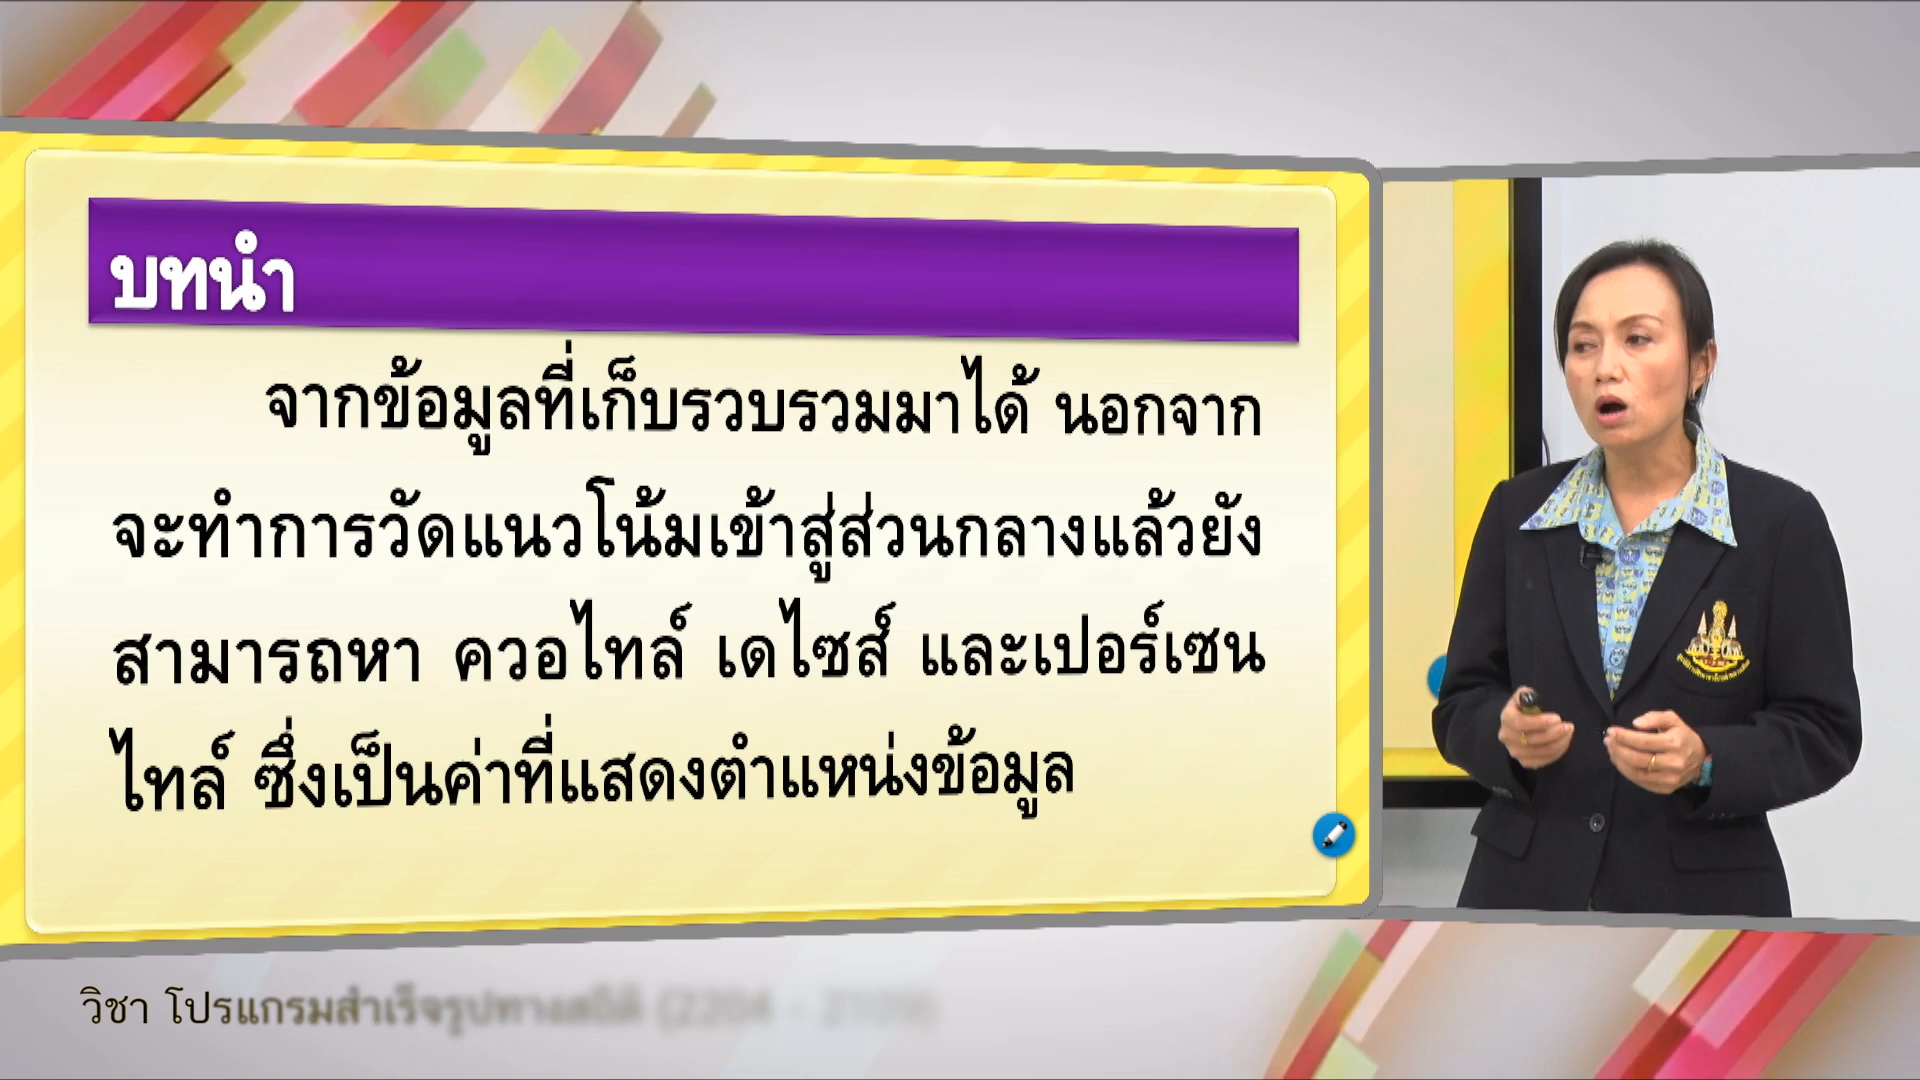 บทนำ
จากข้อมูลที่เก็บรวบรวมมาได้ นอกจาก
จะทำการวัดแนวโน้มเข้าสู่ส่วนกลางแล้วยัง
สามารถหา ควอไทล์ เดไซส์ และเปอร์เซน
ไทล์ ซึ่งเป็นค่าที่แสดงตำแหน่งข้อมูล
วิชา โปรแกรมสำเร็จรูปทางสถิติ (2204 - 2109)